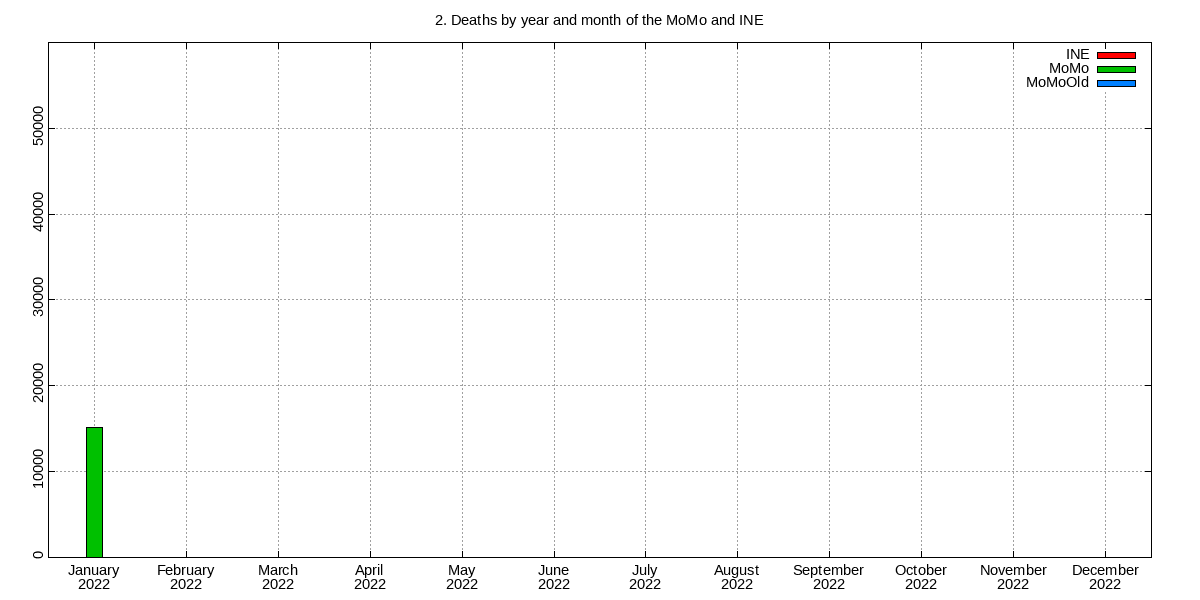 2. Deaths by year and month of the MoMo and INE
INE
MoMo
MoMoOld
50000
40000
30000
20000
10000
0
January February March April May June July August September October November December
2022 2022 2022 2022 2022 2022 2022 2022 2022 2022 2022 2022